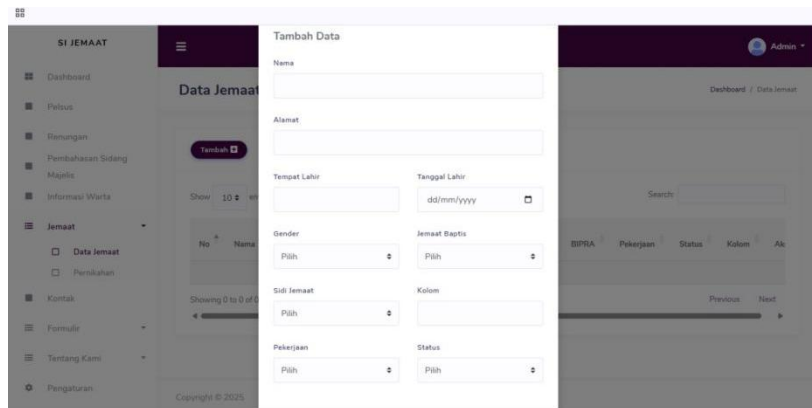 SI JEMAAT
Dashboard
Pelsus
Renungan
Pembahasan Sidang
Majelis
Informasi Warta
Jemaat
Data Jemaat
Pernikahan
Kontak
Formulir
Tentang Kami
Pengaturan
Admin
Data Jemaat
Dashboard / Data Jemaat
Tambah
Show 10
Search:
No Nama
BIPRA Pekerjaan Status Kolom
Showing 0 to 0 of 0
Previous Next
Copyright © 2025
Tambah Data
Nama
Alamat
Tempat Lahir Tanggal Lahir
dd/mm/yyyy
Gender Jemaat Baptis
Pilih Pilih
Sidi Jemaat Kolom
Pilih
Pekerjaan Status
Pilih Pilih